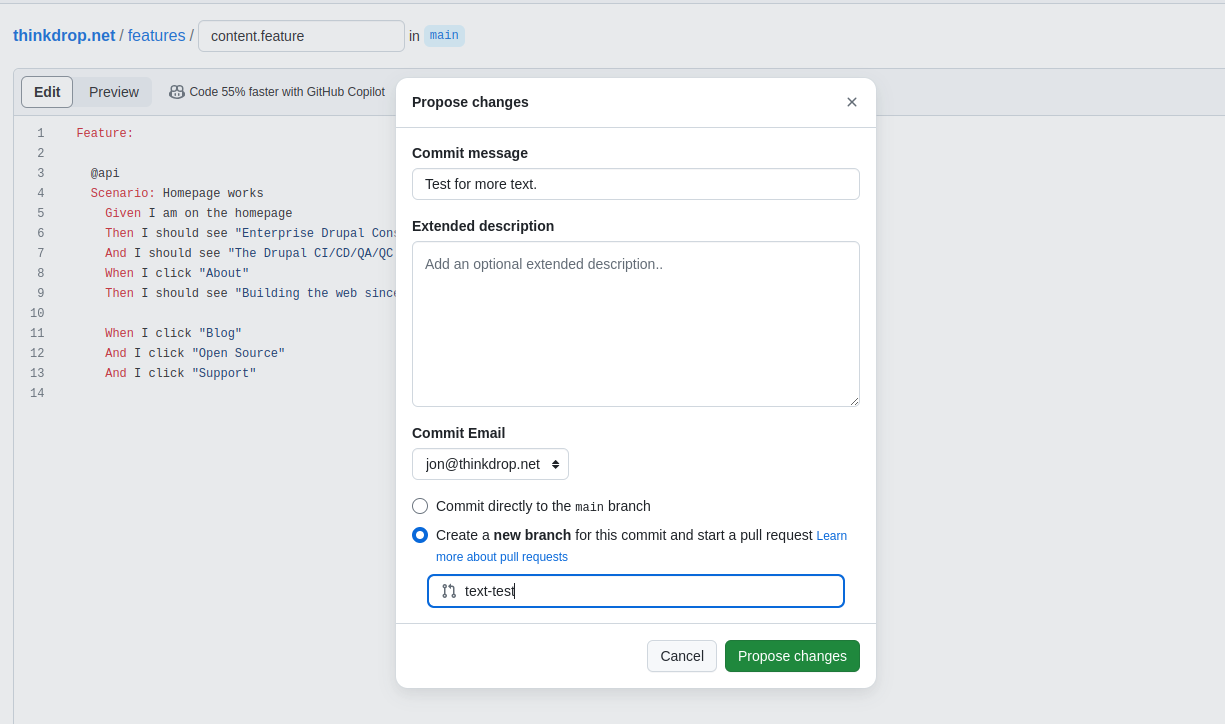 thinkdrop.net / features / content.feature in main
Edit Preview Code 55% faster with GitHub Copilot
1 Feature:
2
3 @api
4 Scenario: Homepage works
5 Given I am on the homepage
6 Then I should see "Enterprise Drupal Cons
7 And I should see "The Drupal CI/CD/QA/QC
8 When I click "About"
9 Then I should see "Building the web since
10
11 When I click "Blog"
12 And I click "Open Source"
13 And I click "Support"
14
Propose changes
Commit message
Test for more text.
Extended description
Add an optional extended description..
Commit Email
jon@thinkdrop.net
Commit directly to the main branch
Create a new branch for this commit and start a pull request Learn
more about pull requests
text-test
Cancel Propose changes